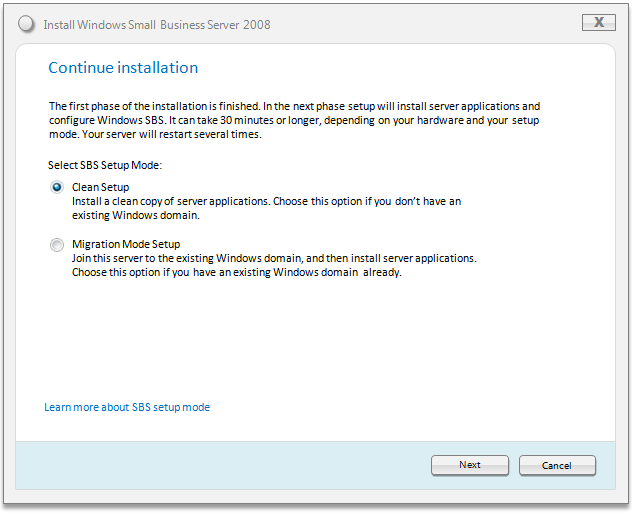 Install Windows Small Business Server 2008
X
Continue installation
The first phase of the installation is finished. In the next phase setup will install server applications and
configure Windows SBS. It can take 30 minutes or longer, depending on your hardware and your setup
mode. Your server will restart several times.
Select SBS Setup Mode:
Clean Setup
Install a clean copy of server applications. Choose this option if you don’t have an
existing Windows domain.
Migration Mode Setup
Join this server to the existing Windows domain, and then install server applications.
Choose this option if you have an existing Windows domain already.
Learn more about SBS setup mode
Next
Cancel